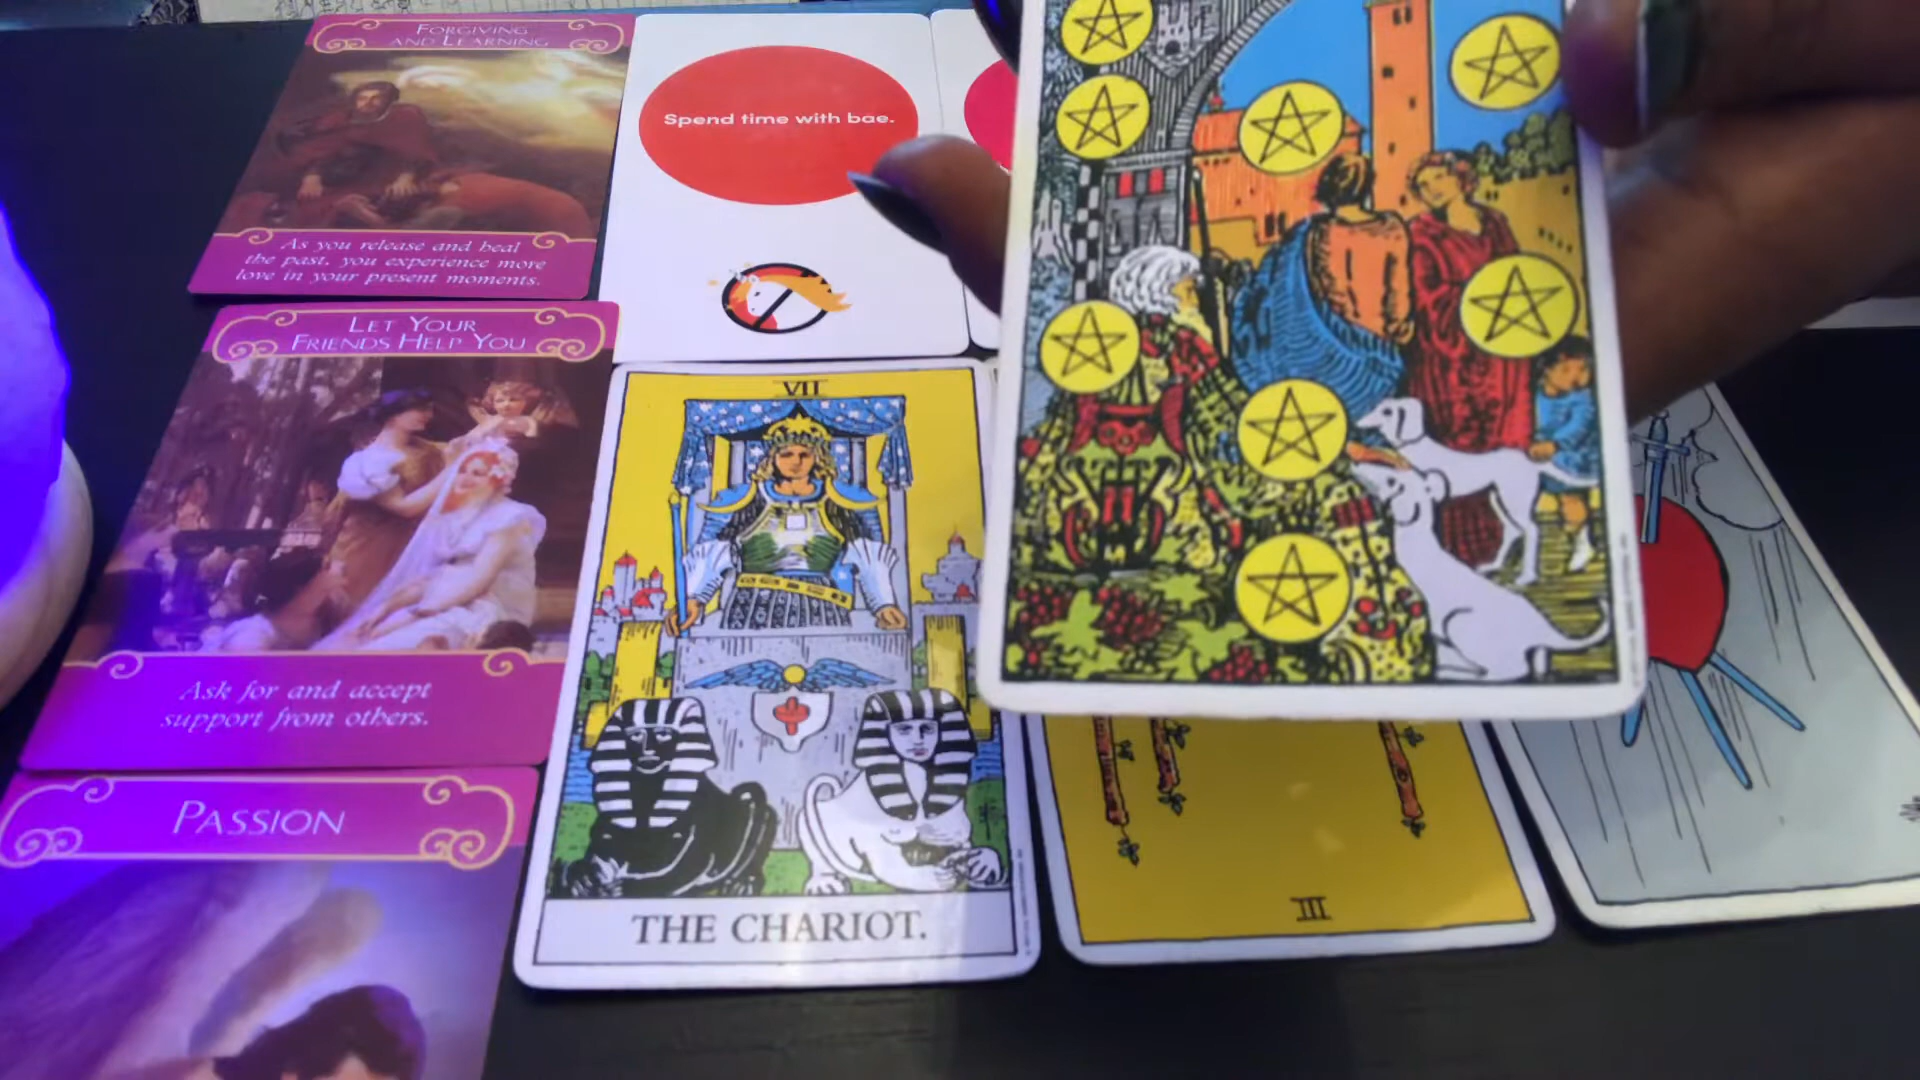 FORGIVING
AND LEARNING
As you release and heal
the past, you experience more
love in your present moments.
Spend time with bae.
LET YOUR
FRIENDS HELP YOU
Ask for and accept
support from others.
PASSION
VII
THE CHARIOT.
III